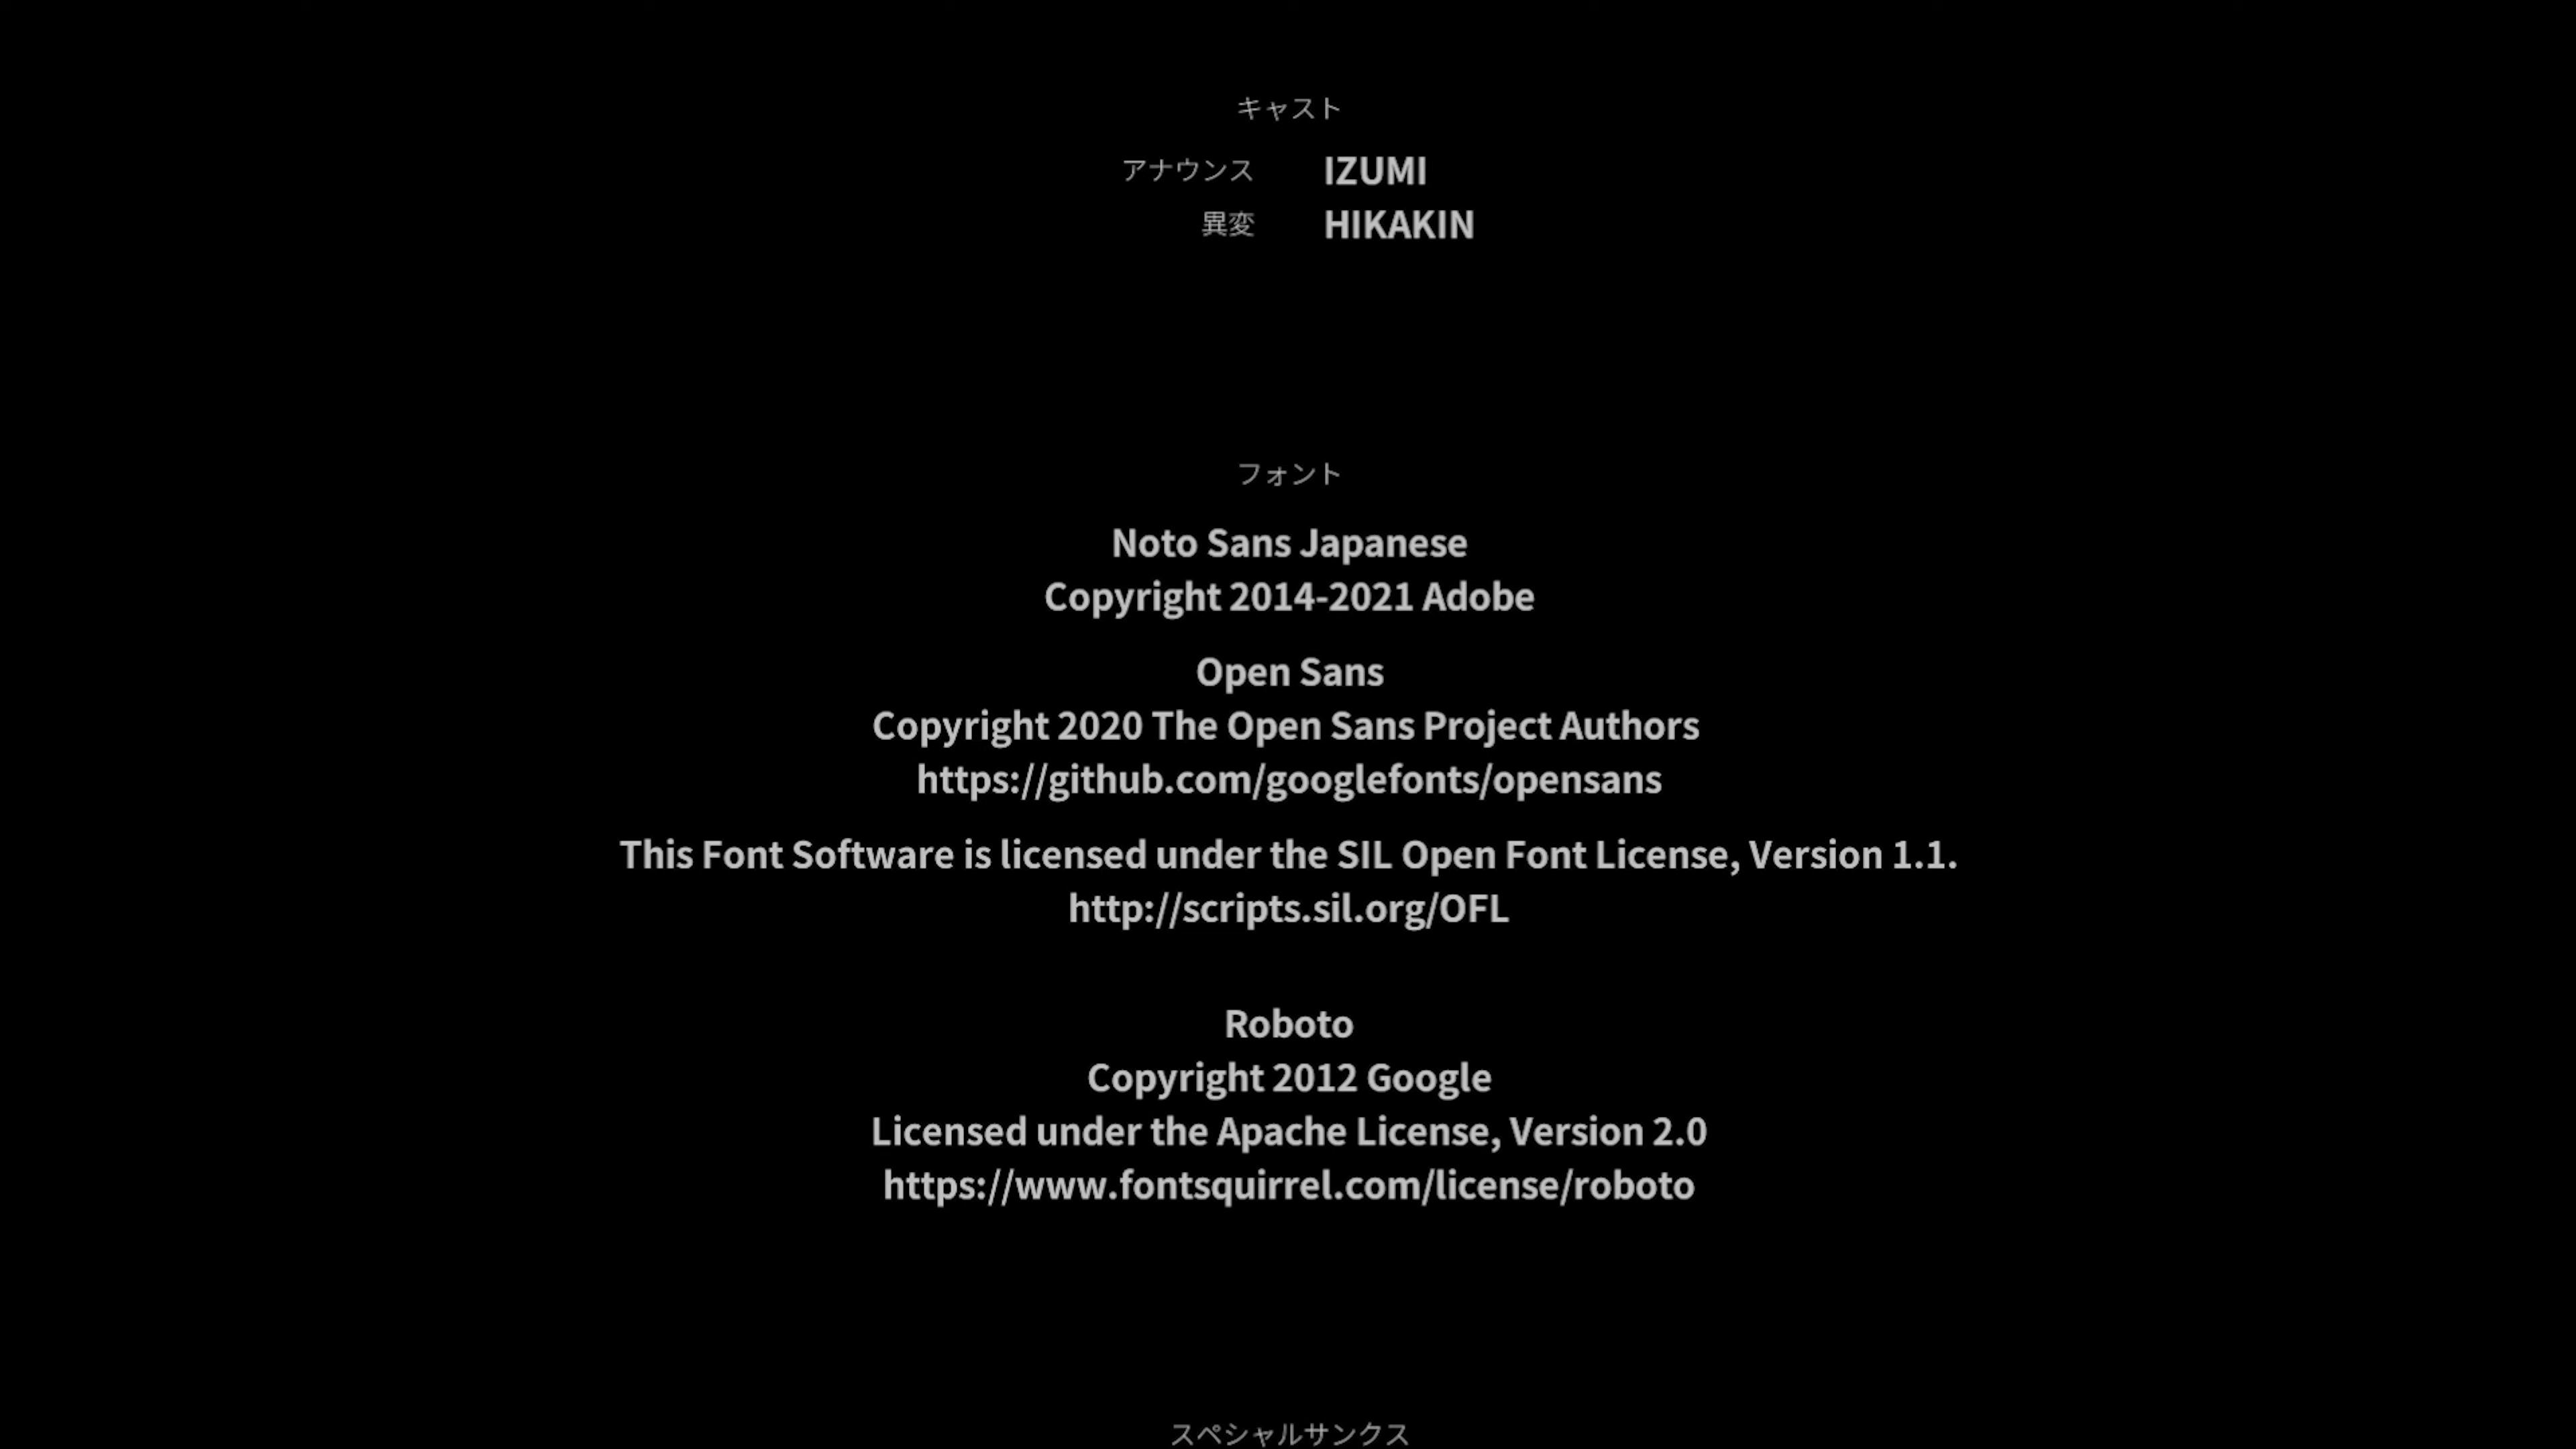 キャスト
アナウンス IZUMI
異変 HIKAKIN
フォント
Noto Sans Japanese
Copyright 2014-2021 Adobe
Open Sans
Copyright 2020 The Open Sans Project Authors
https://github.com/googlefonts/opensans
This Font Software is licensed under the SIL Open Font License, Version 1.1.
http://scripts.sil.org/OFL
Roboto
Copyright 2012 Google
Licensed under the Apache License, Version 2.0
https://www.fontsquirrel.com/license/roboto
スペシャルサンクス